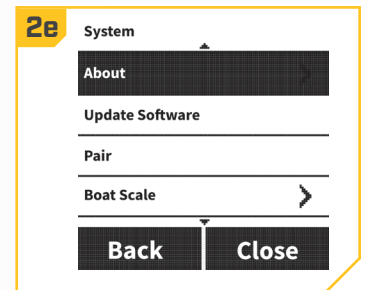 2e
System
About
Update Software
Pair
Boat Scale
Back Close